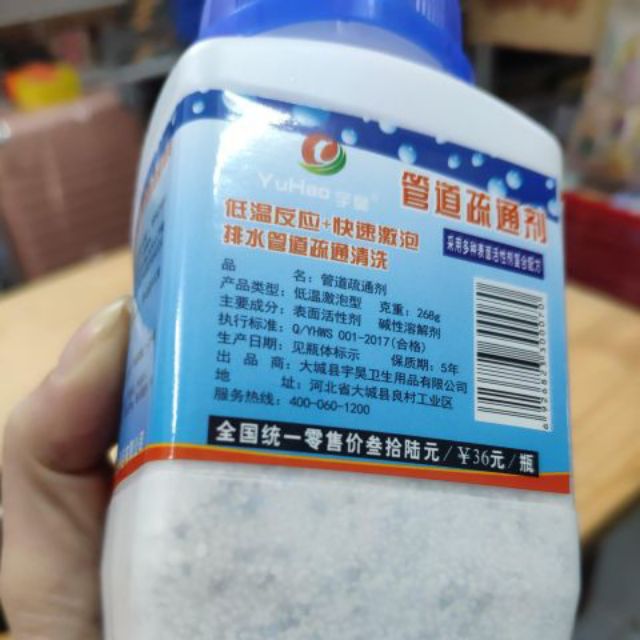 YuHao宇昊®
管道疏通剂
低温反应+快速激泡
排水管道疏通清洗
采用多种表面活性剂复合配方
品 名：管道疏通剂
产品类型：低温激泡型 克重：268g
主要成分：表面活性剂 碱性溶解剂
执行标准：Q/YHWS 001-2017(合格)
生产日期：见瓶体标示 保质期：5年
出 品 商：大城县宇昊卫生用品有限公司
地 址：河北省大城县良村工业区
服务热线：400-060-1200
全国统一零售价叁拾陆元/￥36元/瓶